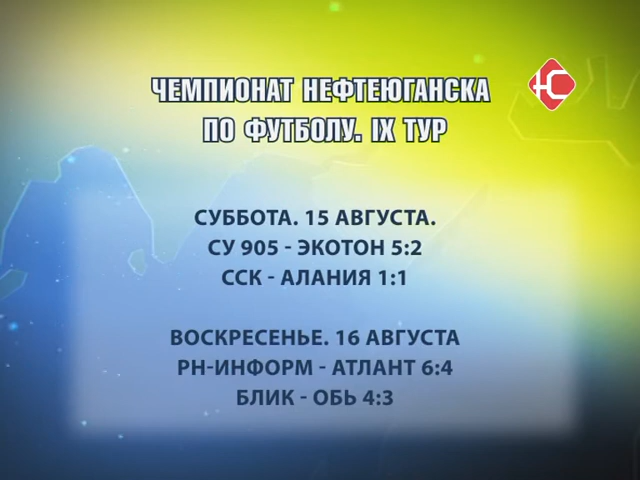 ЧЕМПИОНАТ НЕФТЕЮГАНСКА
ПО ФУТБОЛУ. IX ТУР
ЮС
СУББОТА. 15 АВГУСТА.
СУ 905 - ЭКОТОН 5:2
ССК - АЛАНИЯ 1:1
ВОСКРЕСЕНЬЕ. 16 АВГУСТА
РН-ИНФОРМ - АТЛАНТ 6:4
БЛИК - ОБЬ 4:3